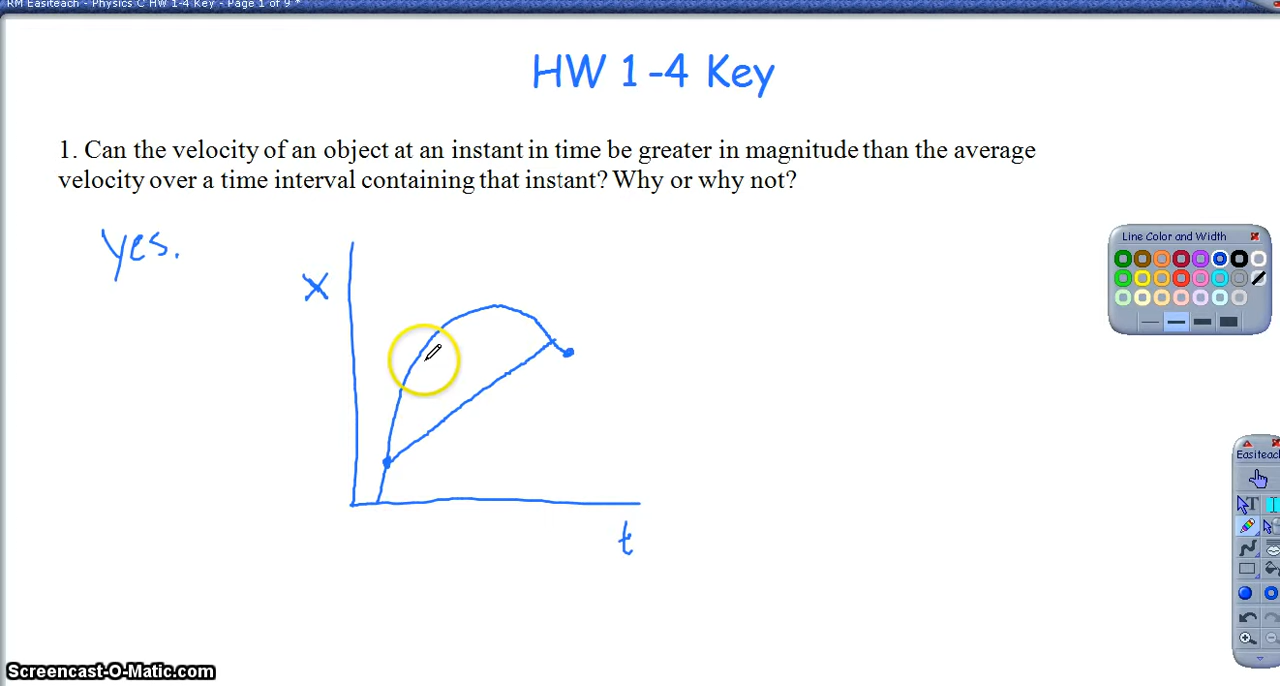 RM Easiteach - Physics C HW 1-4 Key - Page 1 of 9 *
HW 1-4 Key
1. Can the velocity of an object at an instant in time be greater in magnitude than the average
velocity over a time interval containing that instant? Why or why not?
yes.
x
t
Line Color and Width
Easiteach
T
Screencast-O-Matic.com